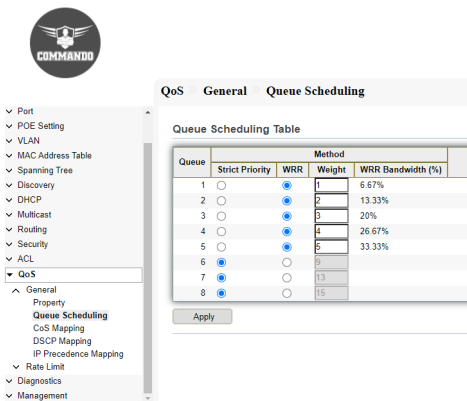 COMMANDO
QoS General Queue Scheduling
Port
POE Setting
VLAN
MAC Address Table
Spanning Tree
Discovery
DHCP
Multicast
Routing
Security
ACL
QoS
General
Property
Queue Scheduling
CoS Mapping
DSCP Mapping
IP Precedence Mapping
Rate Limit
Diagnostics
Management
Queue Scheduling Table
Queue Method
Strict Priority WRR Weight WRR Bandwidth (%)
1 1 6.67%
2 2 13.33%
3 3 20%
4 4 26.67%
5 5 33.33%
6 9
7 13
8 15
Apply